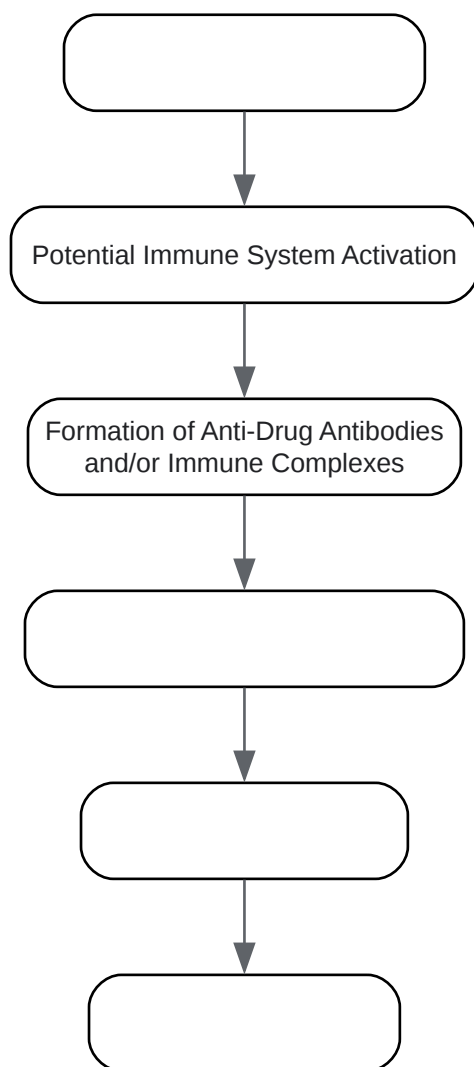 Potential Immune System Activation
Formation of Anti-Drug Antibodies
and/or Immune Complexes